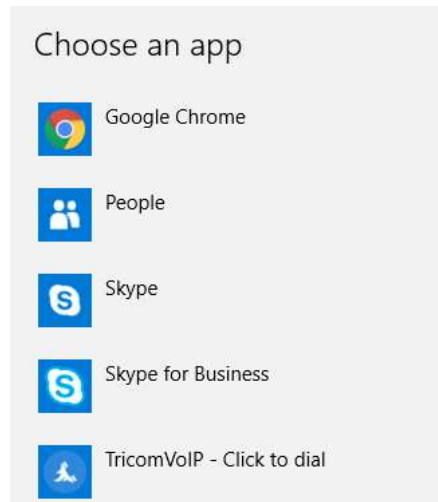 Choose an app
Google Chrome
People
Skype
Skype for Business
TricomVoIP - Click to dial